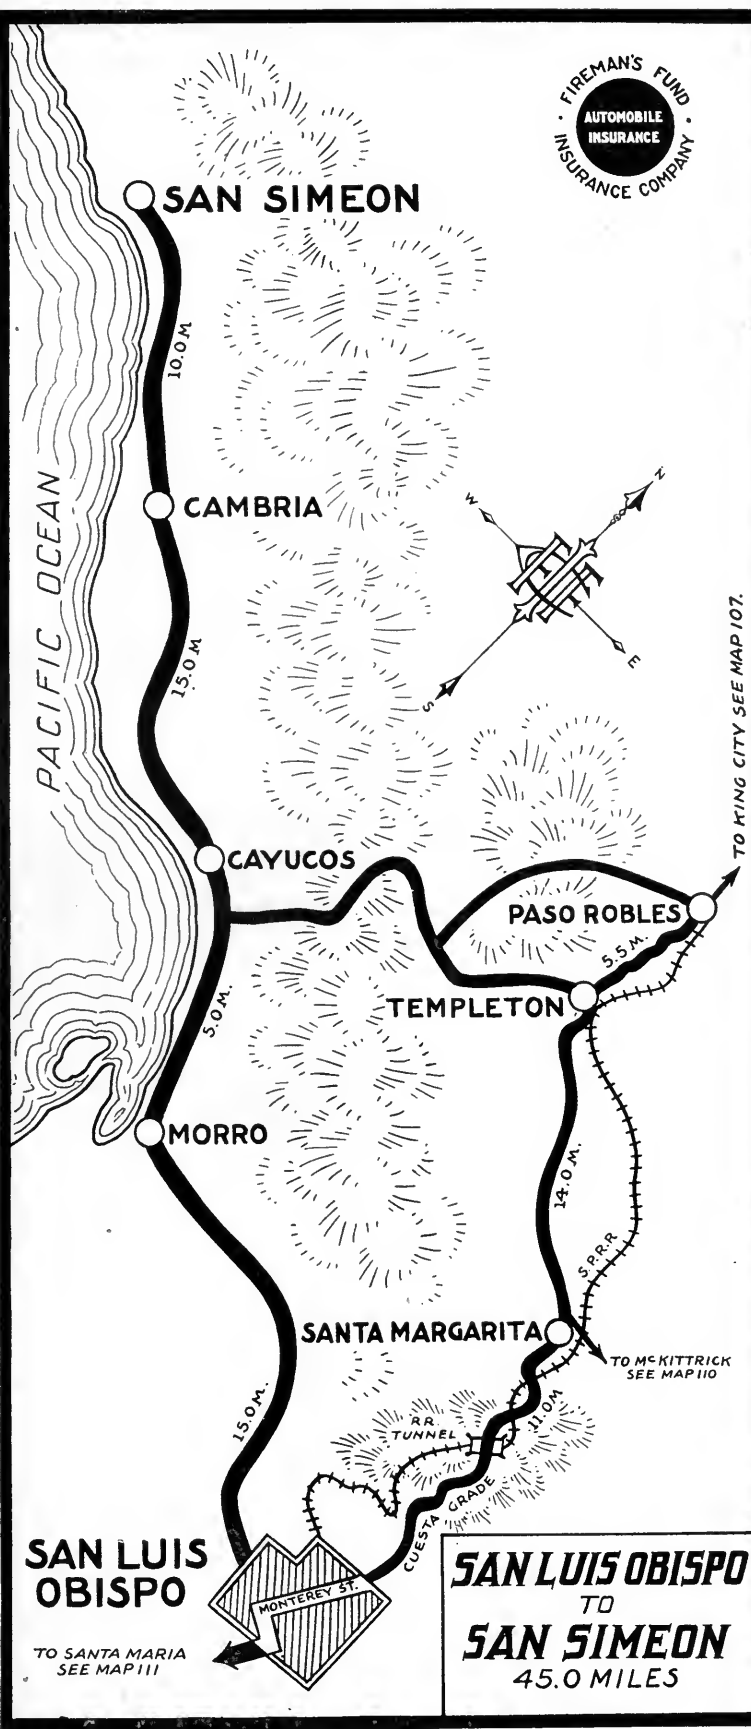 FIREMAN'S FUND
INSURANCE COMPANY
AUTOMOBILE
INSURANCE
SAN SIMEON
10.0 M
CAMBRIA
PACIFIC OCEAN
15.0 M
W
N
S
E
TO KING CITY SEE MAP 107.
CAYUCOS
PASO ROBLES
5.5 M.
TEMPLETON
5.0 M.
MORRO
14.0 M.
S.P.R.R
SANTA MARGARITA
TO McKITTRICK
SEE MAP 110
15.0 M.
R.R.
TUNNEL
11.0 M
CUESTA GRADE
SAN LUIS
OBISPO
MONTEREY ST.
TO SANTA MARIA
SEE MAP 111
SAN LUIS OBISPO
TO
SAN SIMEON
45.0 MILES